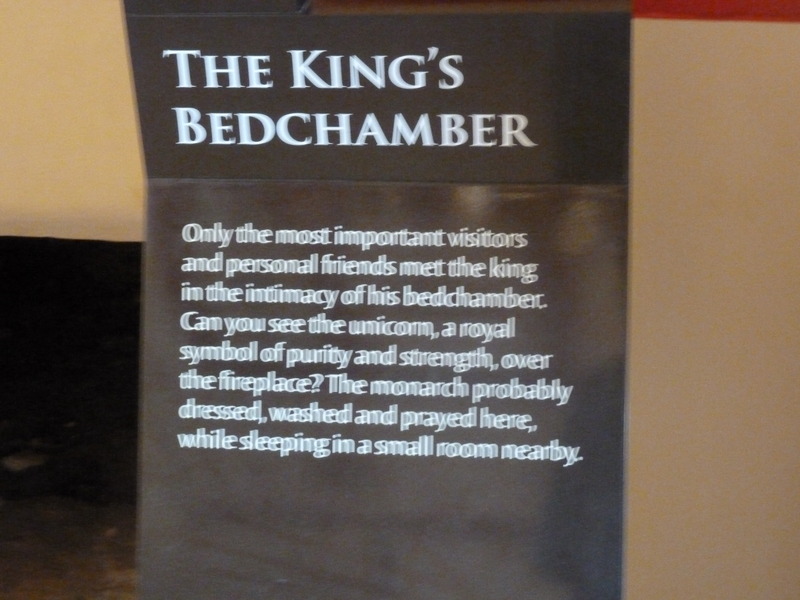 THE KING'S
BEDCHAMBER
Only the most important visitors
and personal friends met the king
in the intimacy of his bedchamber.
Can you see the unicorn, a royal
symbol of purity and strength, over
the fireplace? The monarch probably
dressed, washed and prayed here,
while sleeping in a small room nearby.